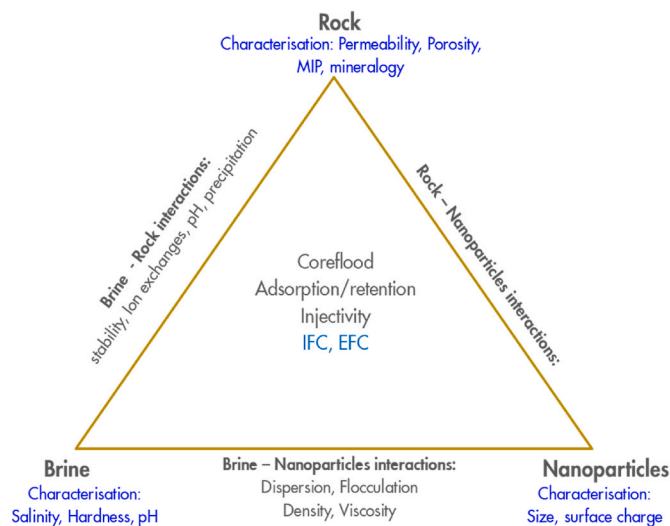 Rock
Characterisation: Permeability, Porosity,
MIP, mineralogy
Brine - Rock interactions:
stability, Ion exchanges, pH, precipitation
Rock – Nanoparticles interactions:
Coreflood
Adsorption/retention
Injectivity
IFC, EFC
Brine
Characterisation:
Salinity, Hardness, pH
Brine – Nanoparticles interactions:
Dispersion, Flocculation
Density, Viscosity
Nanoparticles
Characterisation:
Size, surface charge